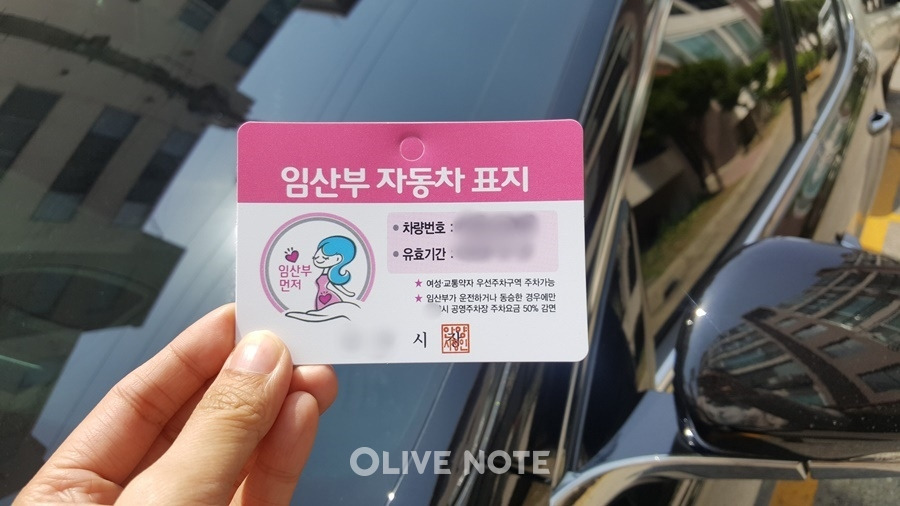 임산부 자동차 표지
임산부
먼저
차량번호 :
유효기간 :
★ 여성·교통약자 우선주차구역 주차가능
★ 임산부가 운전하거나 동승한 경우에만
시 공영주차장 주차요금 50% 감면
시
OLIVE NOTE